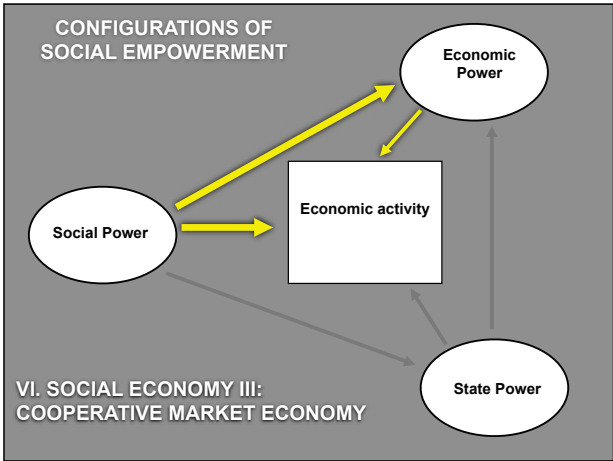 CONFIGURATIONS OF
SOCIAL EMPOWERMENT
Economic
Power
Economic activity
Social Power
State Power
VI. SOCIAL ECONOMY III:
COOPERATIVE MARKET ECONOMY